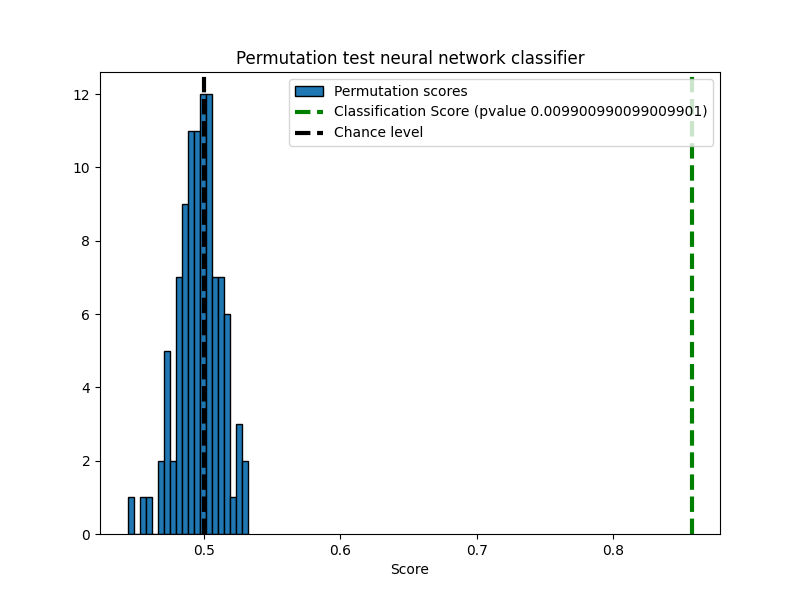 Permutation test neural network classifier
Permutation scores
Classification Score (pvalue 0.009900990099009901)
Chance level
12
10
8
6
4
2
0
0.5
0.6
0.7
0.8
Score